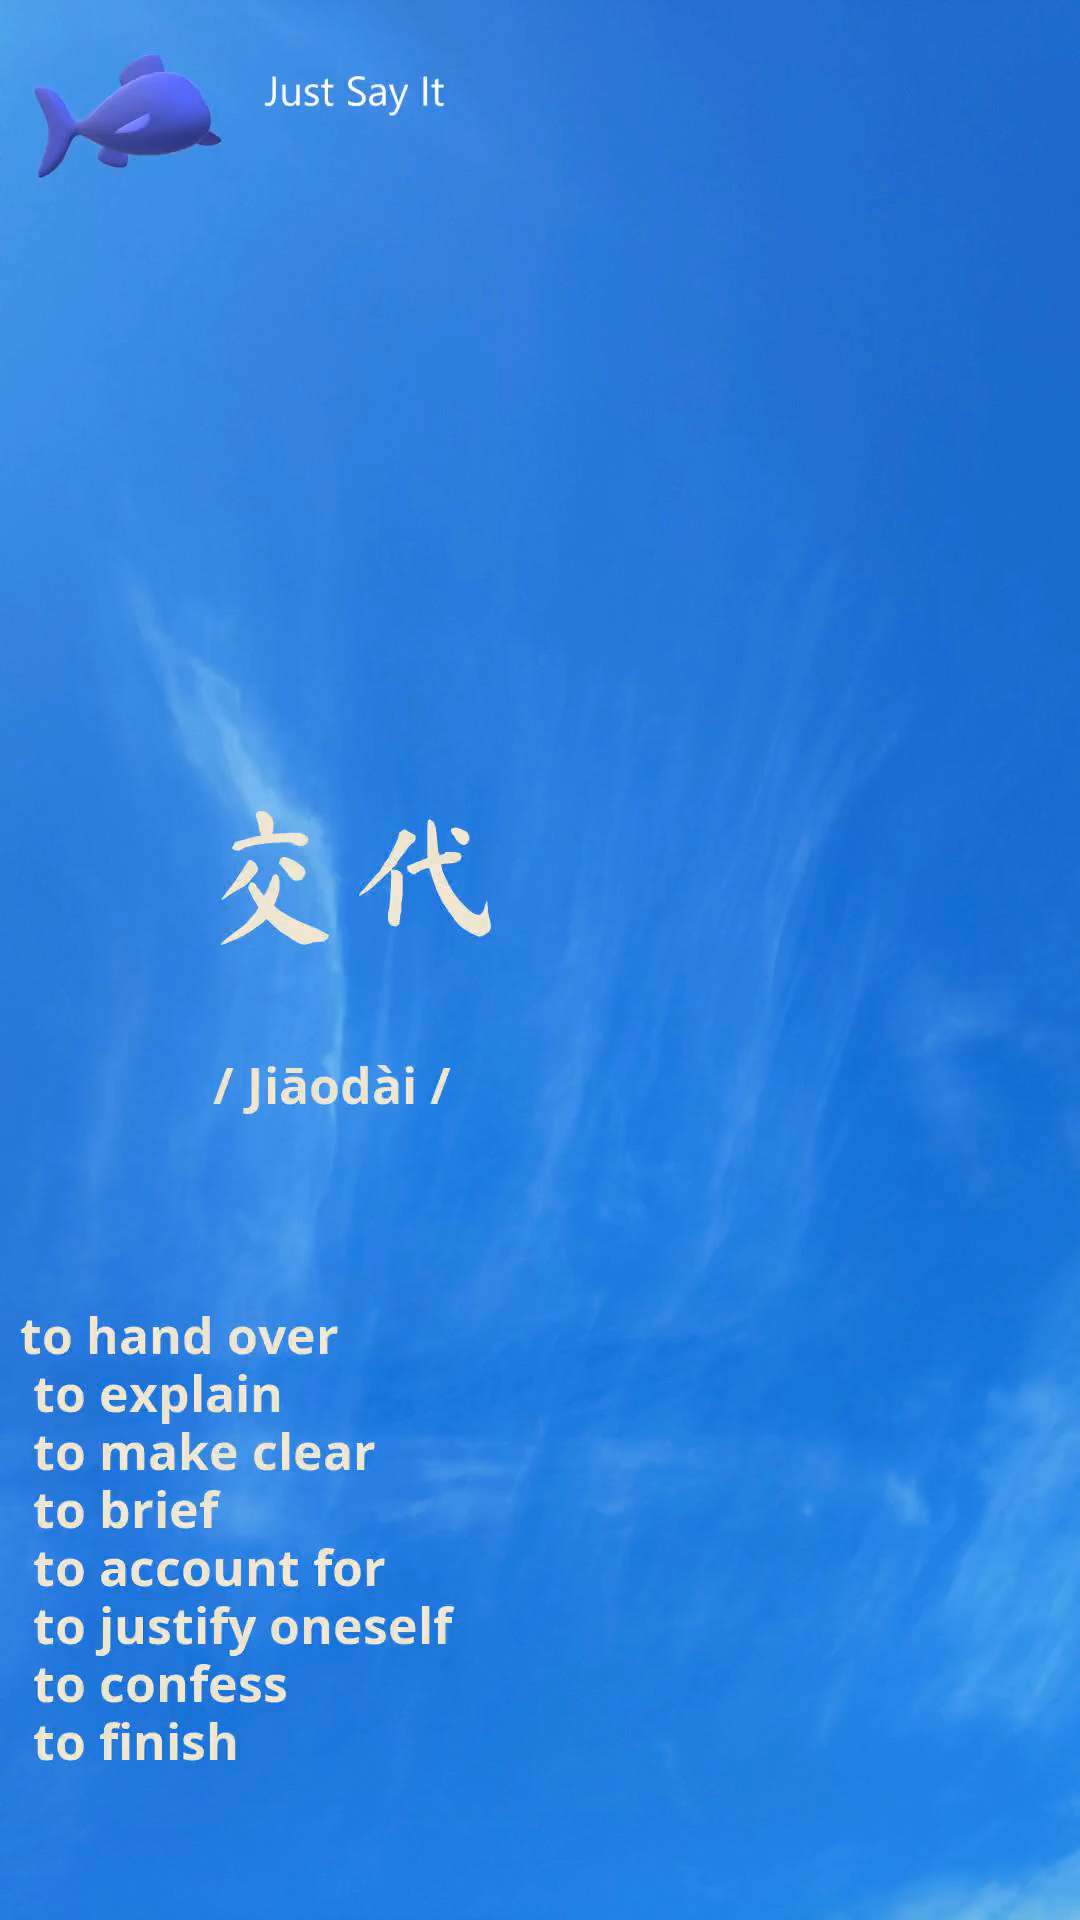 Just Say It
交代
/ Jiāodài /
to hand over
to explain
to make clear
to brief
to account for
to justify oneself
to confess
to finish